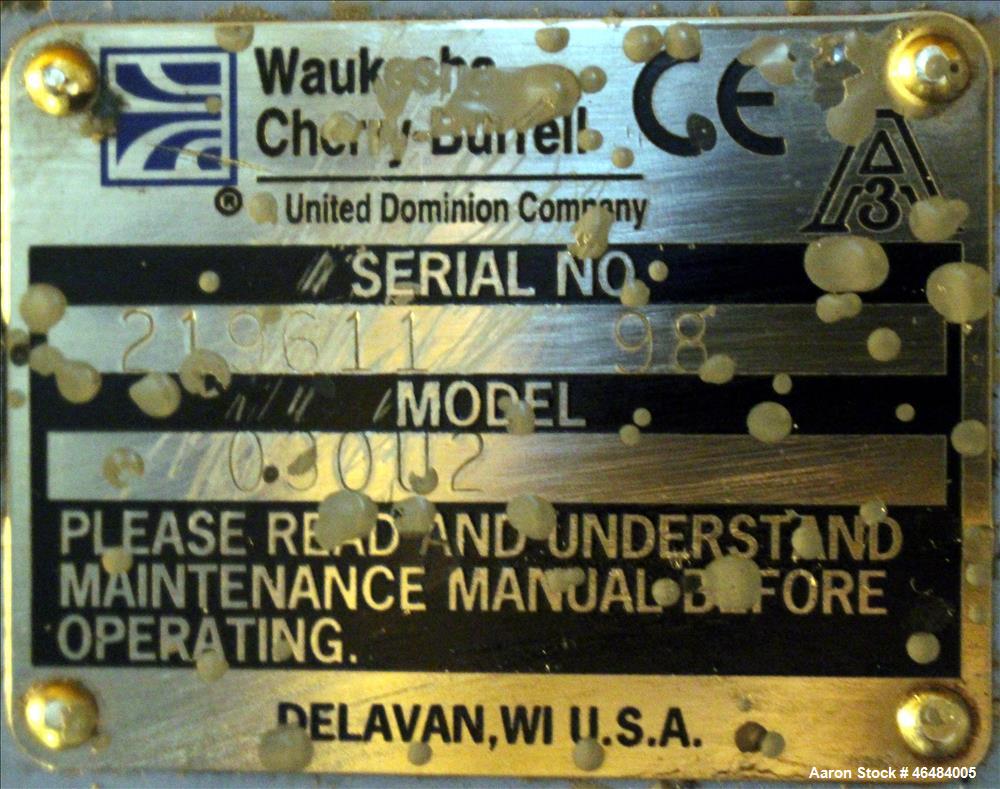 Waukesha CE
Cherry-Burrell
® United Dominion Company
A
3
SERIAL NO.
219611 98
MODEL
030U2
PLEASE READ AND UNDERSTAND
MAINTENANCE MANUAL BEFORE
OPERATING.
DELAVAN, WI U.S.A.
Aaron Stock # 46484005